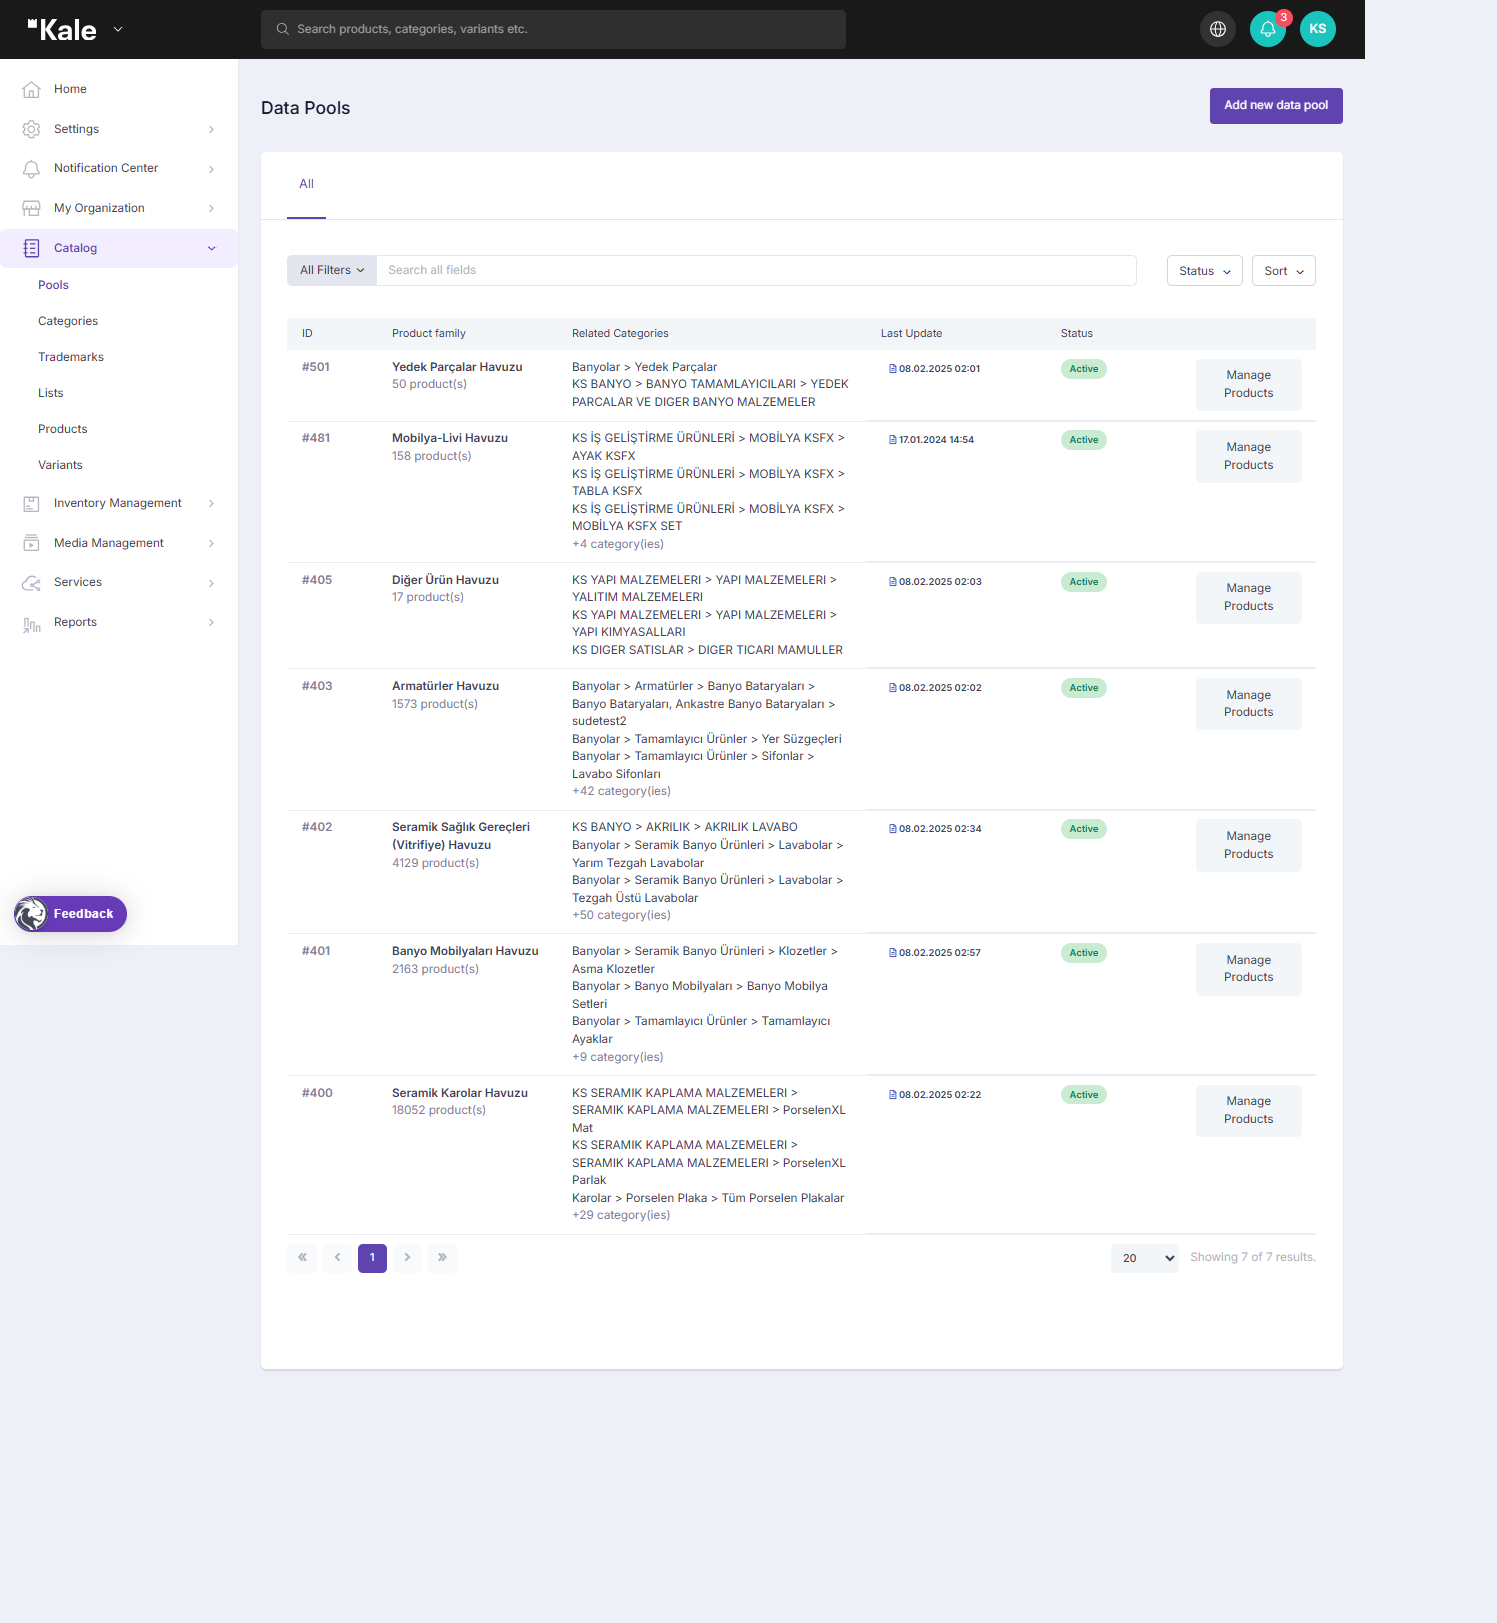 Kale
Search products, categories, variants etc.
3
KS
Home
Settings
Notification Center
My Organization
Catalog
Pools
Categories
Trademarks
Lists
Products
Variants
Inventory Management
Media Management
Services
Reports
Feedback
Data Pools
Add new data pool
All
All Filters
Search all fields
Status
Sort
ID Product family Related Categories Last Update Status
#501 Yedek Parçalar Havuzu
50 product(s)
Banyolar > Yedek Parçalar
KS BANYO > BANYO TAMAMLAYICILARI > YEDEK
PARCALAR VE DIGER BANYO MALZEMELER
08.02.2025 02:01
Active
Manage
Products
#481 Mobilya-Livi Havuzu
158 product(s)
KS İŞ GELİŞTİRME ÜRÜNLERİ > MOBİLYA KSFX >
AYAK KSFX
KS İŞ GELİŞTİRME ÜRÜNLERİ > MOBİLYA KSFX >
TABLA KSFX
KS İŞ GELİŞTİRME ÜRÜNLERİ > MOBİLYA KSFX >
MOBİLYA KSFX SET
+4 category(ies)
17.01.2024 14:54
Active
Manage
Products
#405 Diğer Ürün Havuzu
17 product(s)
KS YAPI MALZEMELERI > YAPI MALZEMELERI >
YALITIM MALZEMELERI
KS YAPI MALZEMELERI > YAPI MALZEMELERI >
YAPI KIMYASALLARI
KS DIGER SATISLAR > DIGER TICARI MAMULLER
08.02.2025 02:03
Active
Manage
Products
#403 Armatürler Havuzu
1573 product(s)
Banyolar > Armatürler > Banyo Bataryaları >
Banyo Bataryaları, Ankastre Banyo Bataryaları >
sudetest2
Banyolar > Tamamlayıcı Ürünler > Yer Süzgeçleri
Banyolar > Tamamlayıcı Ürünler > Sifonlar >
Lavabo Sifonları
+42 category(ies)
08.02.2025 02:02
Active
Manage
Products
#402 Seramik Sağlık Gereçleri
(Vitrifiye) Havuzu
4129 product(s)
KS BANYO > AKRILIK > AKRILIK LAVABO
Banyolar > Seramik Banyo Ürünleri > Lavabolar >
Yarım Tezgah Lavabolar
Banyolar > Seramik Banyo Ürünleri > Lavabolar >
Tezgah Üstü Lavabolar
+50 category(ies)
08.02.2025 02:34
Active
Manage
Products
#401 Banyo Mobilyaları Havuzu
2163 product(s)
Banyolar > Seramik Banyo Ürünleri > Klozetler >
Asma Klozetler
Banyolar > Banyo Mobilyaları > Banyo Mobilya
Setleri
Banyolar > Tamamlayıcı Ürünler > Tamamlayıcı
Ayaklar
+9 category(ies)
08.02.2025 02:57
Active
Manage
Products
#400 Seramik Karolar Havuzu
18052 product(s)
KS SERAMIK KAPLAMA MALZEMELERI >
SERAMIK KAPLAMA MALZEMELERI > PorselenXL
Mat
KS SERAMIK KAPLAMA MALZEMELERI >
SERAMIK KAPLAMA MALZEMELERI > PorselenXL
Parlak
Karolar > Porselen Plaka > Tüm Porselen Plakalar
+29 category(ies)
08.02.2025 02:22
Active
Manage
Products
« ‹ 1 › »
20
Showing 7 of 7 results.